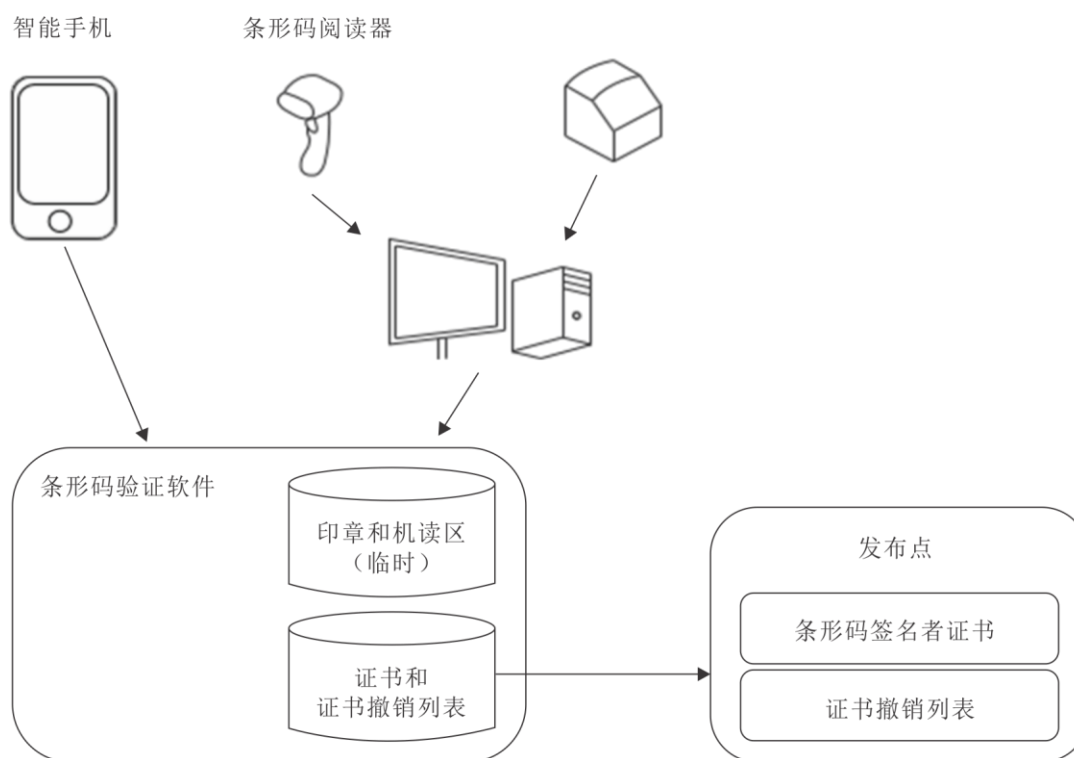 智能手机
条形码阅读器
条形码验证软件
印章和机读区
（临时）
证书和
证书撤销列表
发布点
条形码签名者证书
证书撤销列表